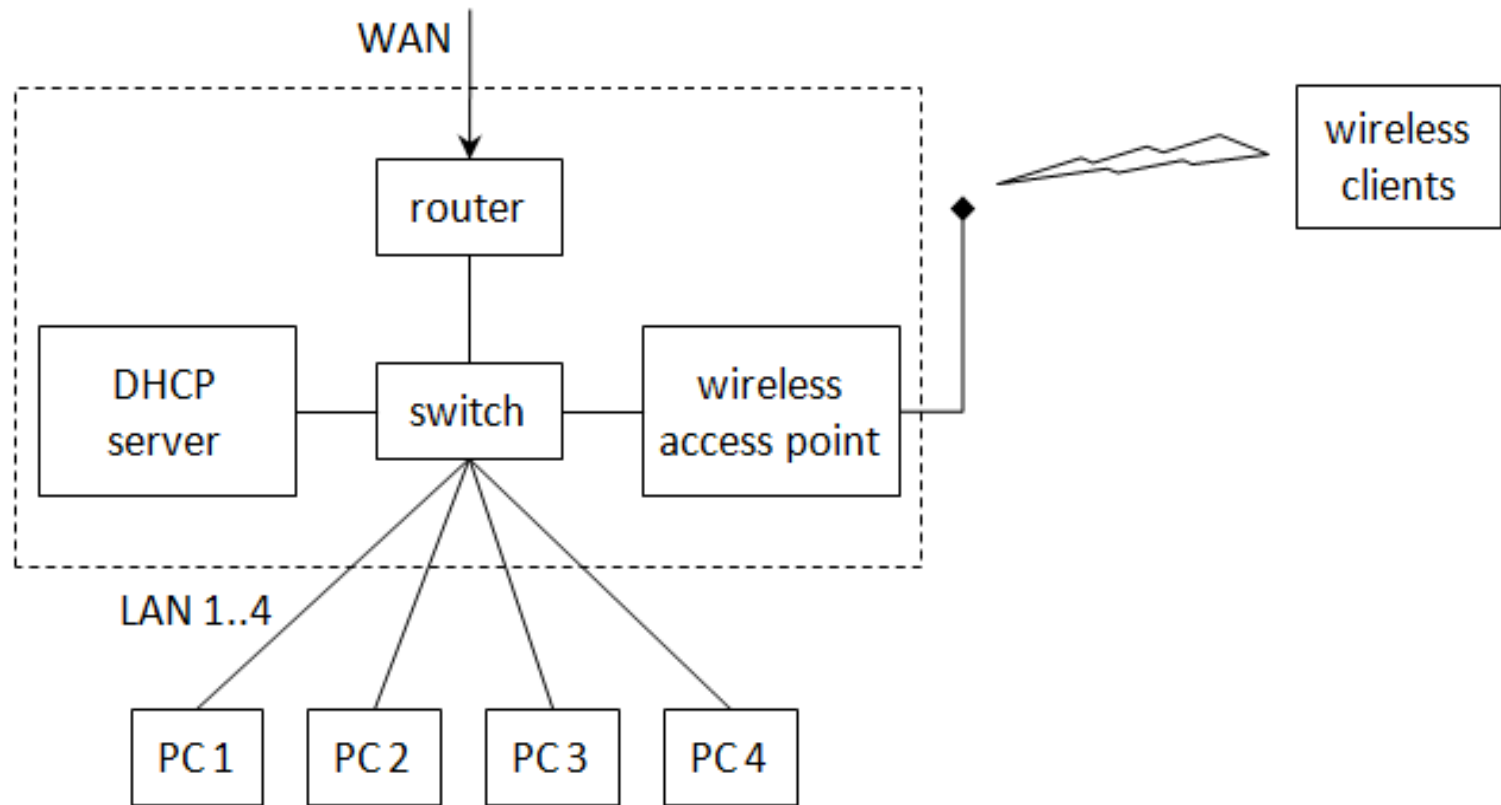 WAN
router
wireless
clients
DHCP
server
switch
wireless
access point
LAN 1..4
PC 1
PC 2
PC 3
PC 4